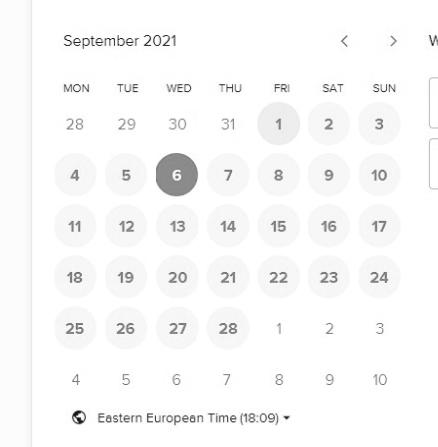 September 2021
W
MON TUE WED THU FRI SAT SUN
28 29 30 31 1 2 3
4 5 6 7 8 9 10
11 12 13 14 15 16 17
18 19 20 21 22 23 24
25 26 27 28 1 2 3
4 5 6 7 8 9 10
Eastern European Time (18:09)